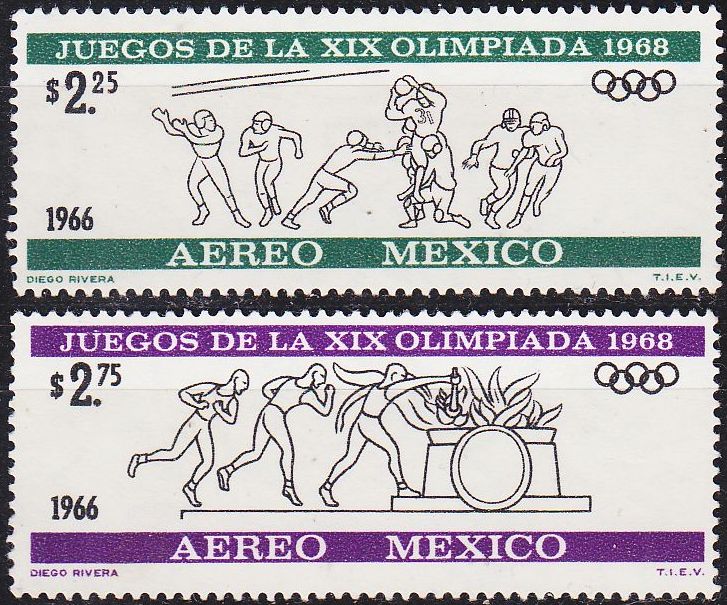 JUEGOS DE LA XIX OLIMPIADA 1968
$2.25
31
1966
AEREO MEXICO
DIEGO RIVERA T.I.E.V.
JUEGOS DE LA XIX OLIMPIADA 1968
$2.75
1966
AEREO MEXICO
DIEGO RIVERA T.I.E.V.